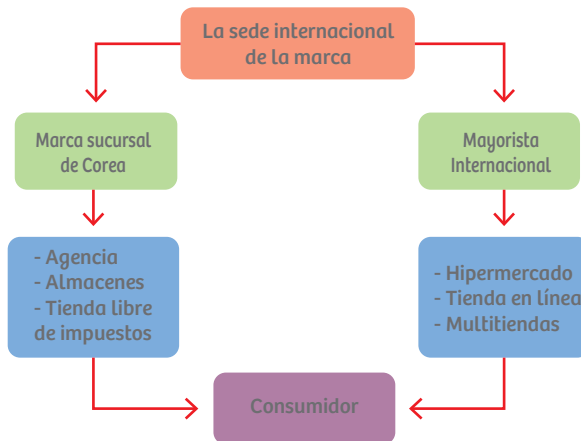 La sede internacional
de la marca
Marca sucursal
de Corea
Mayorista
Internacional
- Agencia
- Almacenes
- Tienda libre
de impuestos
- Hipermercado
- Tienda en línea
- Multitiendas
Consumidor